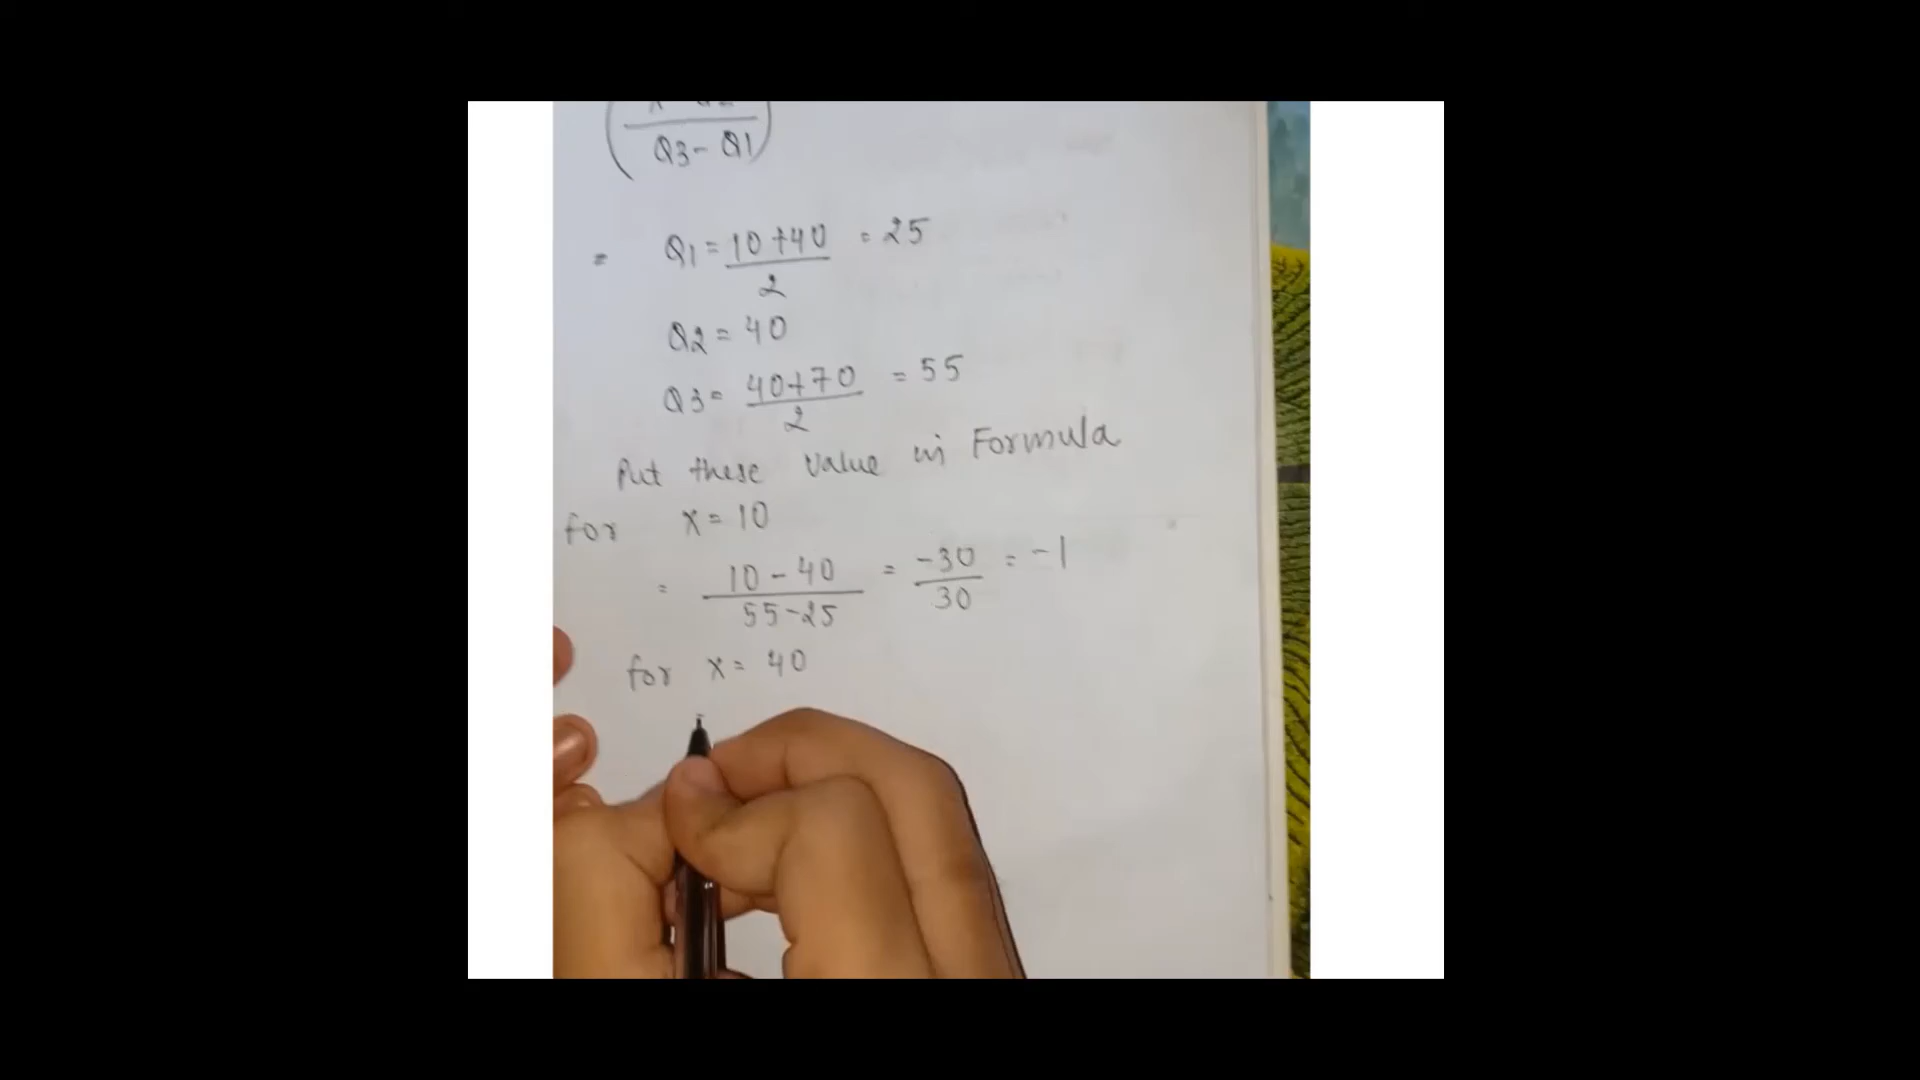 Q3 - Q1
= Q1 = 10+40 = 25
2
Q2 = 40
Q3 = 40+70 = 55
2
Put these value in Formula
for x = 10
= 10 - 40 = -30 = -1
55-25 30
for x = 40